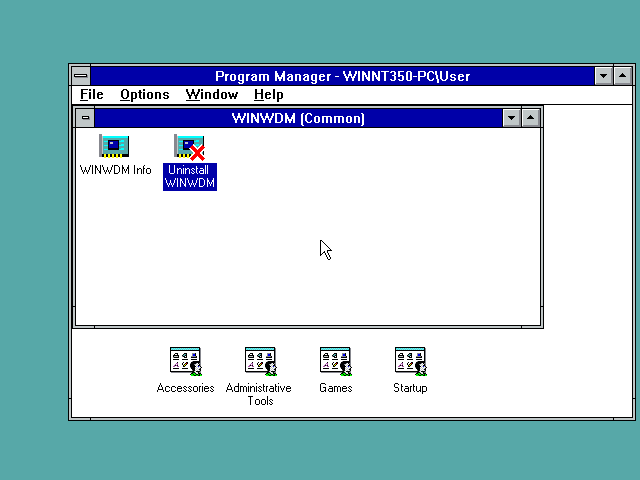 Program Manager - WINNT350-PC\User
File Options Window Help
WINWDM (Common)
WINWDM Info
Uninstall
WINWDM
Accessories
Administrative
Tools
Games
Startup